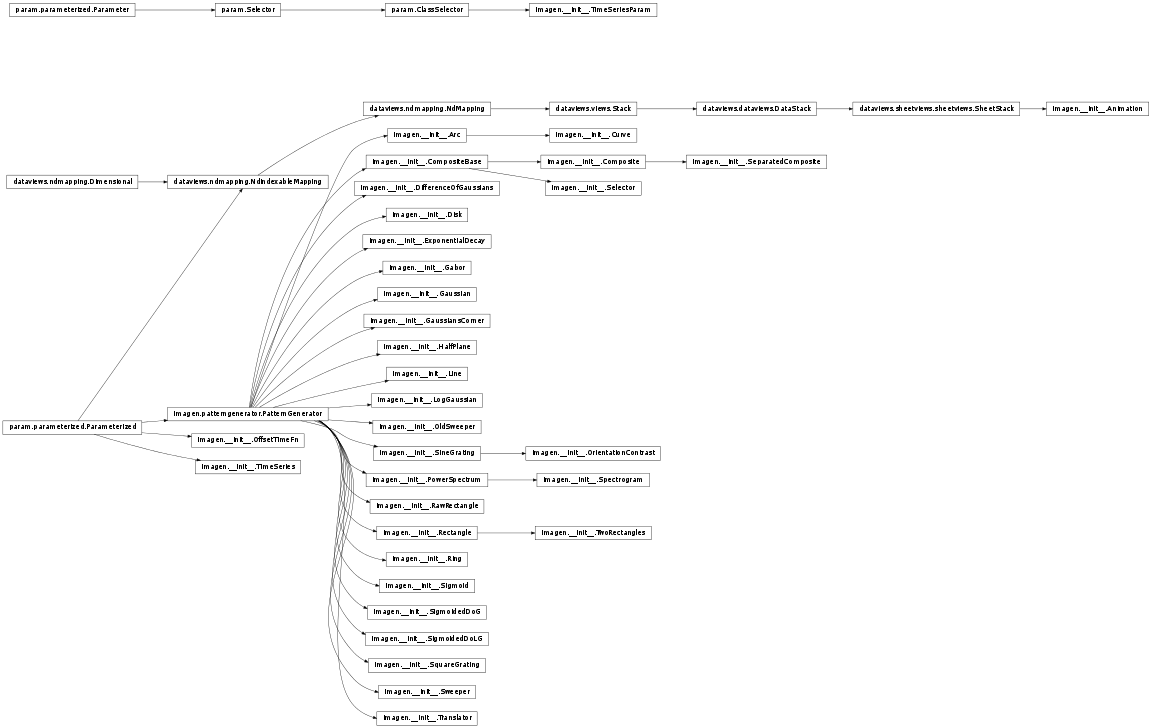 param.parameterized.Parameter
param.Selector
param.ClassSelector
imagen.__init__.TimeSeriesParam
dataviews.ndmapping.NdMapping
dataviews.views.Stack
dataviews.dataviews.DataStack
dataviews.sheetviews.sheetviews.SheetStack
imagen.__init__.Animation
imagen.__init__.Arc
imagen.__init__.Curve
imagen.__init__.CompositeBase
imagen.__init__.Composite
imagen.__init__.SeparatedComposite
dataviews.ndmapping.Dimensional
dataviews.ndmapping.NdIndexableMapping
imagen.__init__.DifferenceOfGaussians
imagen.__init__.Selector
imagen.__init__.Disk
imagen.__init__.ExponentialDecay
imagen.__init__.Gabor
imagen.__init__.Gaussian
imagen.__init__.GaussiansCorner
imagen.__init__.HalfPlane
imagen.__init__.Line
imagen.__init__.LogGaussian
imagen.patterngenerator.PatternGenerator
param.parameterized.Parameterized
imagen.__init__.OldSweeper
imagen.__init__.OffsetTimeFn
imagen.__init__.SineGrating
imagen.__init__.OrientationContrast
imagen.__init__.TimeSeries
imagen.__init__.PowerSpectrum
imagen.__init__.Spectrogram
imagen.__init__.RawRectangle
imagen.__init__.Rectangle
imagen.__init__.TwoRectangles
imagen.__init__.Ring
imagen.__init__.Sigmoid
imagen.__init__.SigmoidedDoG
imagen.__init__.SigmoidedDoLG
imagen.__init__.SquareGrating
imagen.__init__.Sweeper
imagen.__init__.Translator